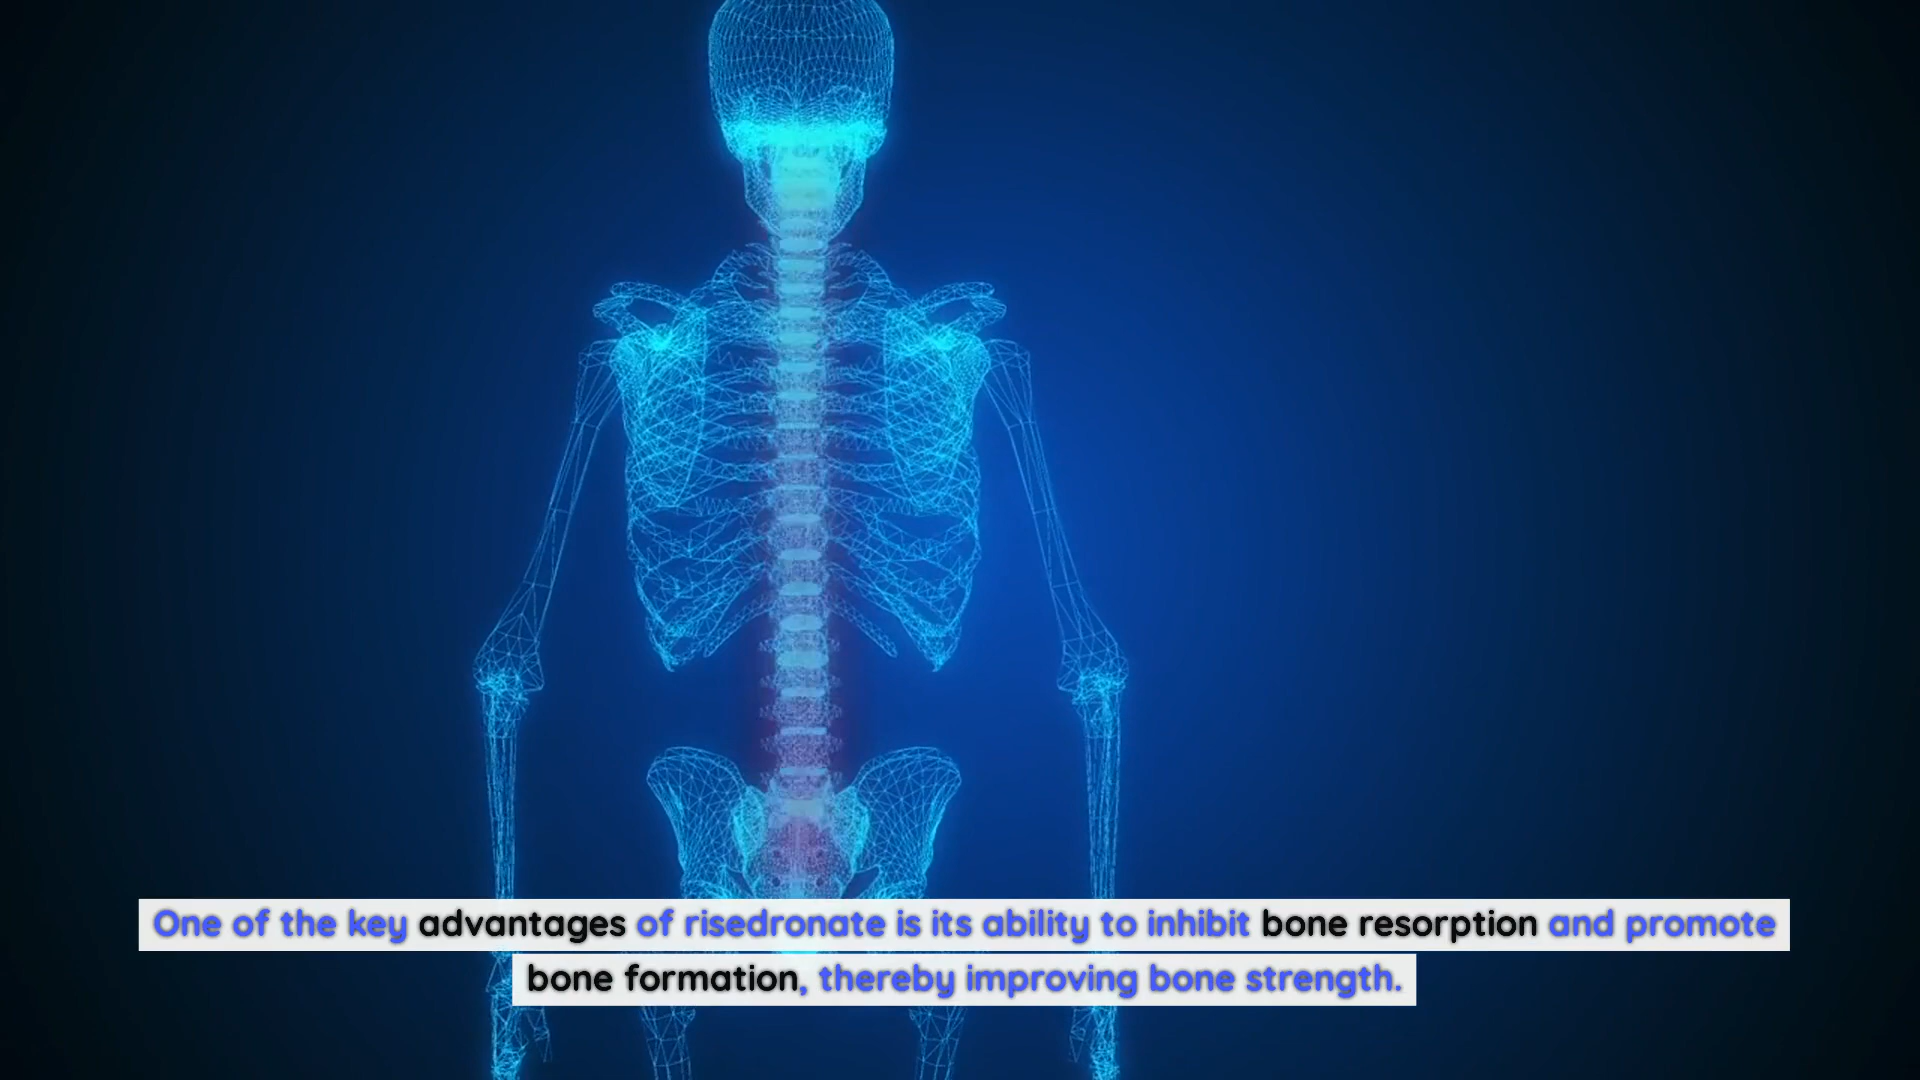 One of the key advantages of risedronate is its ability to inhibit bone resorption and promote
bone formation, thereby improving bone strength.